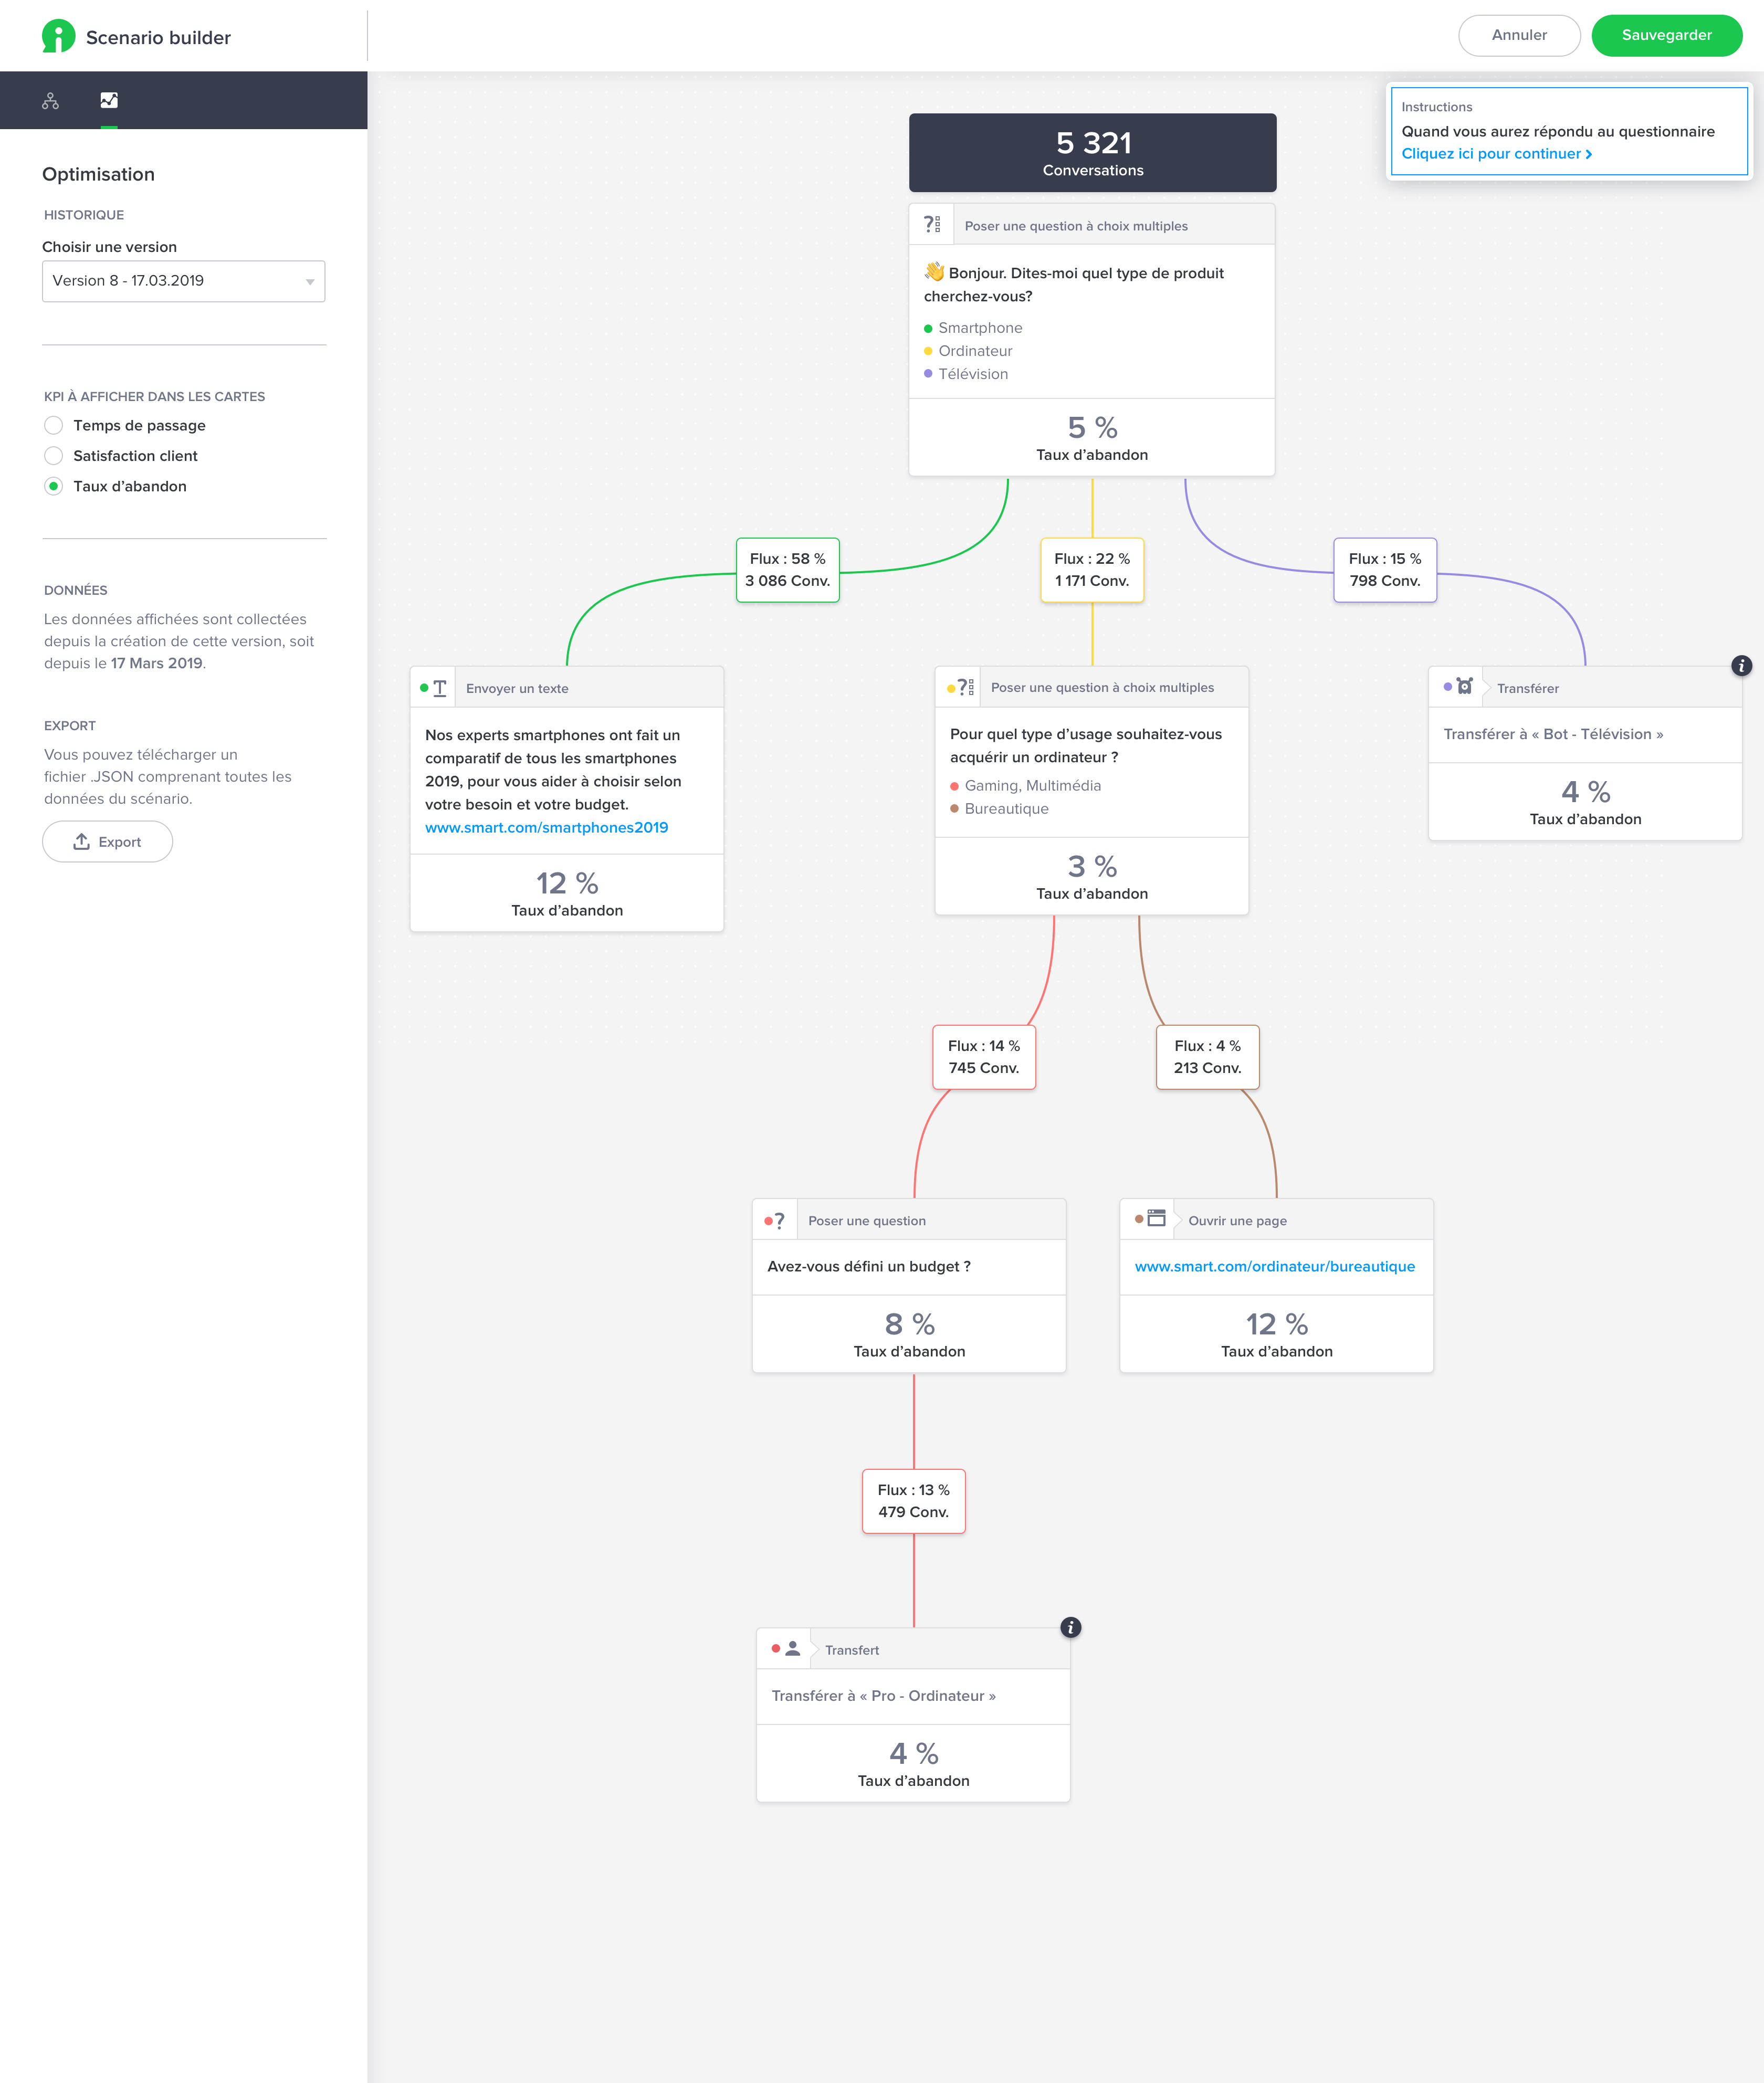 Scenario builder
Annuler
Sauvegarder
Instructions
Quand vous aurez répondu au questionnaire
Cliquez ici pour continuer
Optimisation
HISTORIQUE
Choisir une version
Version 8 - 17.03.2019
KPI À AFFICHER DANS LES CARTES
Temps de passage
Satisfaction client
Taux d’abandon
DONNÉES
Les données affichées sont collectées
depuis la création de cette version, soit
depuis le 17 Mars 2019.
EXPORT
Vous pouvez télécharger un
fichier .JSON comprenant toutes les
données du scénario.
Export
5 321
Conversations
Poser une question à choix multiples
Bonjour. Dites-moi quel type de produit
cherchez-vous?
Smartphone
Ordinateur
Télévision
5 %
Taux d’abandon
Flux : 58 %
3 086 Conv.
Flux : 22 %
1 171 Conv.
Flux : 15 %
798 Conv.
Envoyer un texte
Nos experts smartphones ont fait un
comparatif de tous les smartphones
2019, pour vous aider à choisir selon
votre besoin et votre budget.
www.smart.com/smartphones2019
12 %
Taux d’abandon
Poser une question à choix multiples
Pour quel type d’usage souhaitez-vous
acquérir un ordinateur ?
Gaming, Multimédia
Bureautique
3 %
Taux d’abandon
Transférer
Transférer à « Bot - Télévision »
4 %
Taux d’abandon
Flux : 14 %
745 Conv.
Flux : 4 %
213 Conv.
Poser une question
Avez-vous défini un budget ?
8 %
Taux d’abandon
Ouvrir une page
www.smart.com/ordinateur/bureautique
12 %
Taux d’abandon
Flux : 13 %
479 Conv.
Transfert
Transférer à « Pro - Ordinateur »
4 %
Taux d’abandon